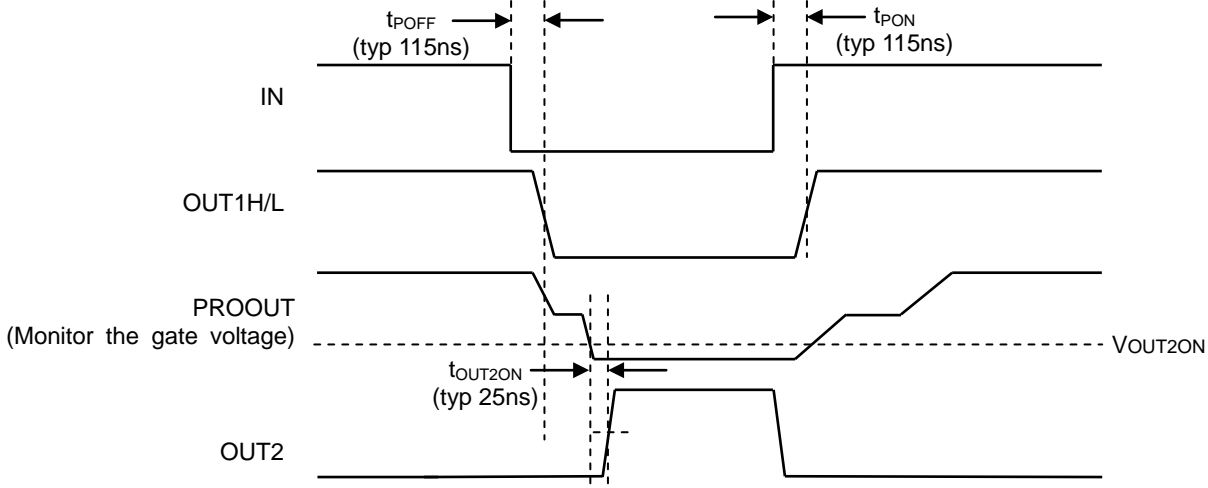 tPOFF
(typ 115ns)
tPON
(typ 115ns)
IN
OUT1H/L
PROOUT
(Monitor the gate voltage)
VOUT2ON
tOUT2ON
(typ 25ns)
OUT2